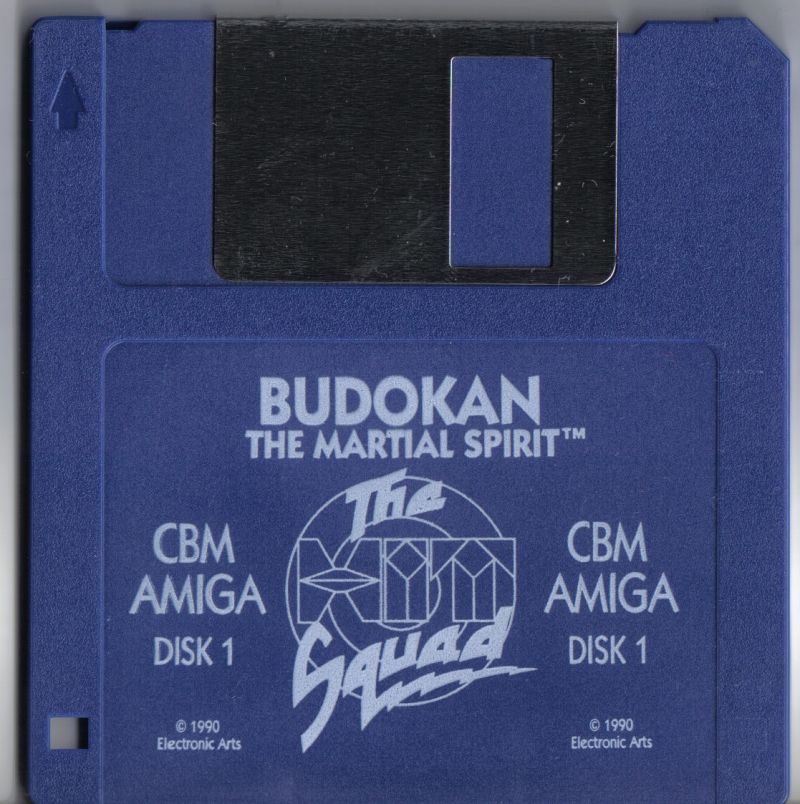 BUDOKAN
THE MARTIAL SPIRIT™
The
Hit
Squad
CBM
AMIGA
DISK 1
CBM
AMIGA
DISK 1
© 1990
Electronic Arts
© 1990
Electronic Arts